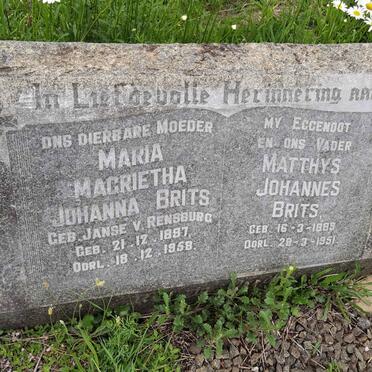 In Liefdevolle Herinnering aan
ONS DIERBARE MOEDER
MARIA
MAGRIETHA
JOHANNA BRITS
GEB. JANSE V. RENSBURG
GEB. 21. 12. 1897.
OORL. 18. 12. 1959.
MY EGGENOOT
EN ONS VADER
MATTHYS
JOHANNES
BRITS.
GEB. 16-3-1889
OORL. 28-3-1951.